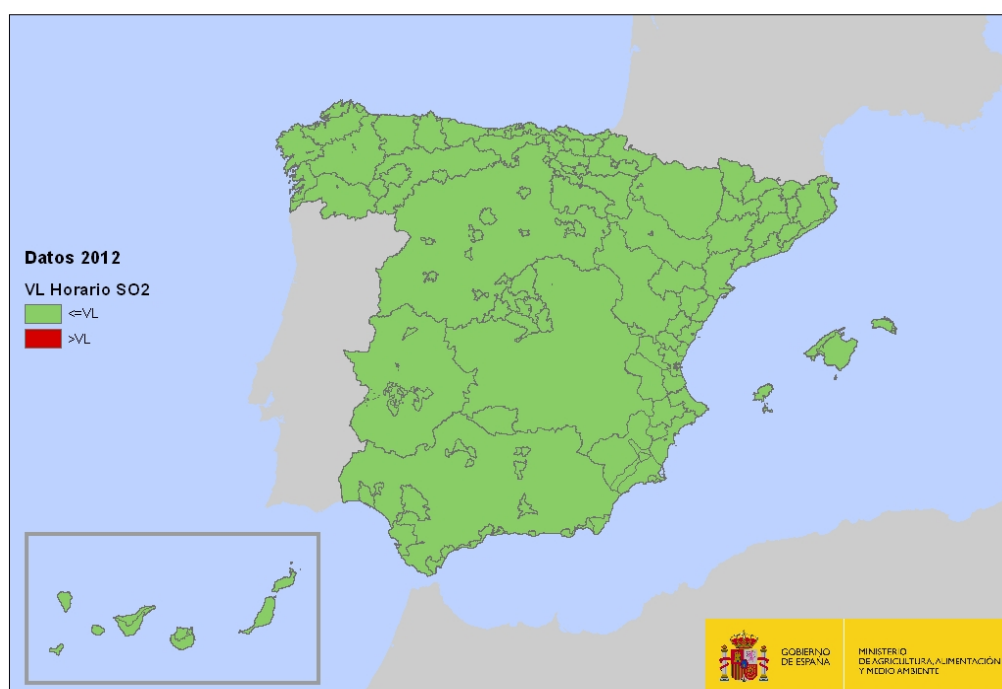 Datos 2012
VL Horario SO2
<=VL
>VL
GOBIERNO
DE ESPAÑA
MINISTERIO
DE AGRICULTURA, ALIMENTACIÓN
Y MEDIO AMBIENTE